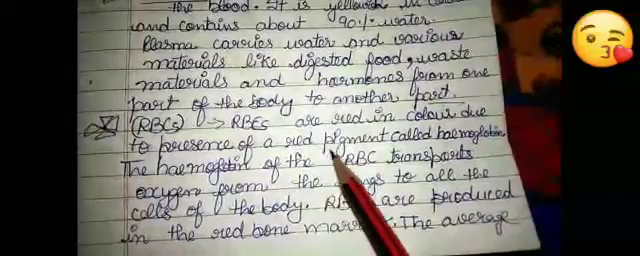 the blood. It is yellowish in colour
and contains about 90% water.
Plasma carries water and various
materials like digested food, waste
materials and hormones from one
part of the body to another part.
(RBCs) → RBCs are red in colour due
to presence of a red pigment called haemoglobin.
The haemoglobin of the RBC transports
oxygen from the to all the
cells of the body. are produced
in the red bone . The average